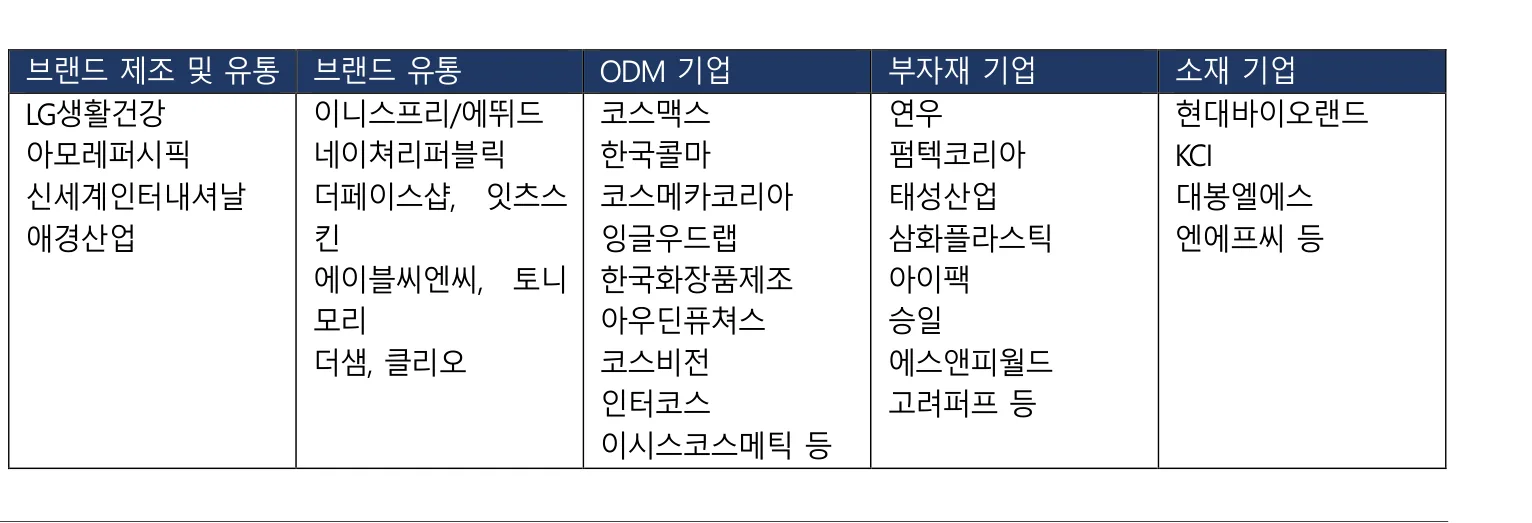 브랜드 제조 및 유통
LG생활건강
아모레퍼시픽
신세계인터내셔날
애경산업
브랜드 유통
이니스프리/에뛰드
네이쳐리퍼블릭
더페이스샵, 잇츠스
킨
에이블씨엔씨, 토니
모리
더샘, 클리오
ODM 기업
코스맥스
한국콜마
코스메카코리아
잉글우드랩
한국화장품제조
아우딘퓨쳐스
코스비전
인터코스
이시스코스메틱 등
부자재 기업
연우
펌텍코리아
태성산업
삼화플라스틱
아이팩
승일
에스앤피월드
고려퍼프 등
소재 기업
현대바이오랜드
KCI
대봉엘에스
엔에프씨 등